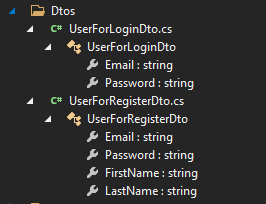 Dtos
C# UserForLoginDto.cs
UserForLoginDto
Email : string
Password : string
C# UserForRegisterDto.cs
UserForRegisterDto
Email : string
Password : string
FirstName : string
LastName : string